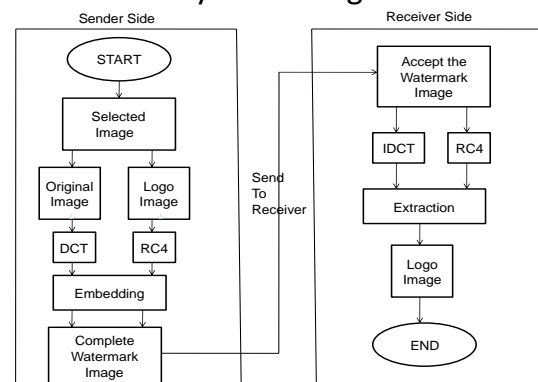 Sender Side
START
Selected
Image
Original
Image
Logo
Image
DCT
RC4
Embedding
Complete
Watermark
Image
Send
To
Receiver
Receiver Side
Accept the
Watermark
Image
IDCT
RC4
Extraction
Logo
Image
END